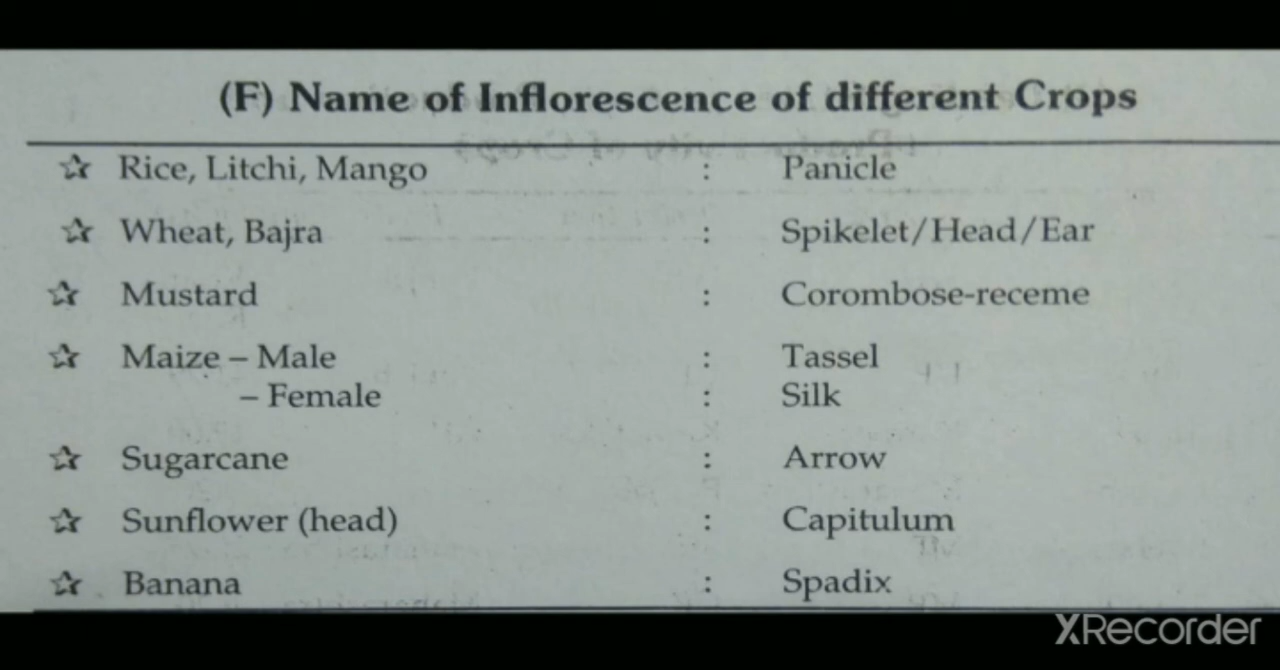 (F) Name of Inflorescence of different Crops
☆ Rice, Litchi, Mango : Panicle
☆ Wheat, Bajra : Spikelet/Head/Ear
☆ Mustard : Corombose-receme
☆ Maize – Male : Tassel
– Female : Silk
☆ Sugarcane : Arrow
☆ Sunflower (head) : Capitulum
☆ Banana : Spadix
XRecorder